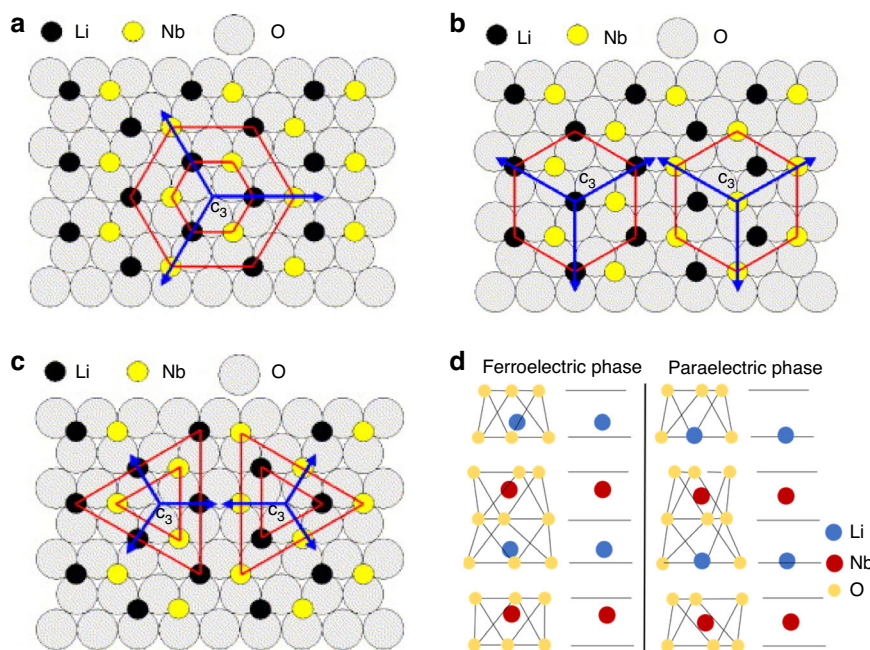 a
Li Nb O
c3
b
Li Nb O
c3 c3
c
Li Nb O
c3 c3
d
Ferroelectric phase Paraelectric phase
Li
Nb
O